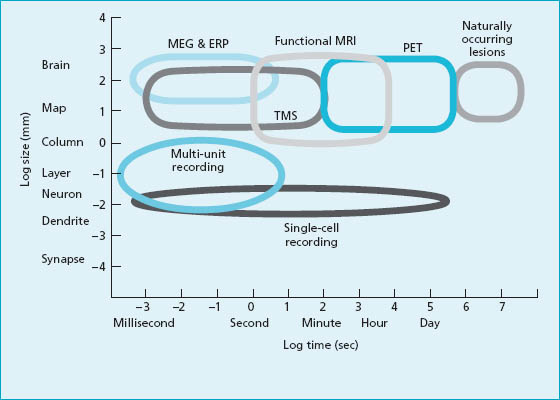 Naturally
occurring
lesions
MEG & ERP
Functional MRI
PET
TMS
Multi-unit
recording
Single-cell
recording
Log size (mm)
4
3
Brain
2
Map
1
Column
0
Layer
−1
Neuron
−2
Dendrite
−3
Synapse
−4
−3 −2 −1 0 1 2 3 4 5 6 7
Millisecond Second Minute Hour Day
Log time (sec)